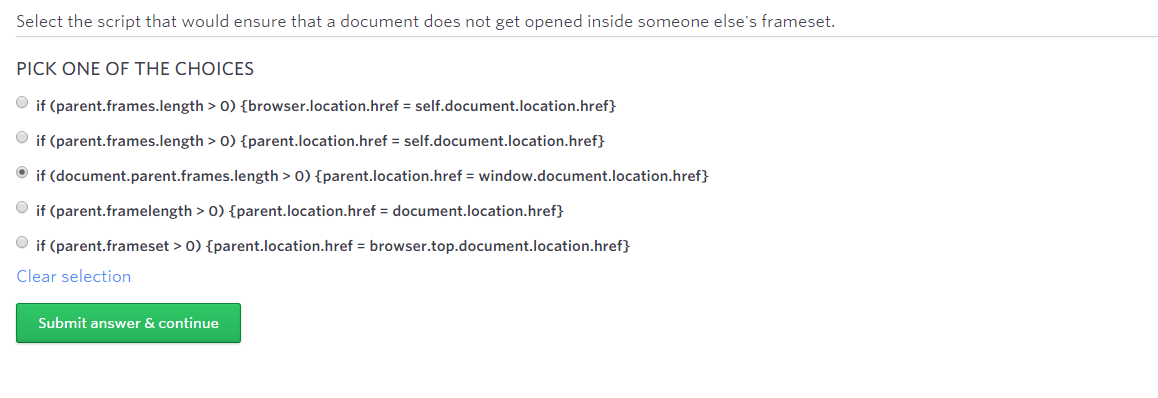 Select the script that would ensure that a document does not get opened inside someone else's frameset.
PICK ONE OF THE CHOICES
if (parent.frames.length > 0) {browser.location.href = self.document.location.href}
if (parent.frames.length > 0) {parent.location.href = self.document.location.href}
if (document.parent.frames.length > 0) {parent.location.href = window.document.location.href}
if (parent.framelength > 0) {parent.location.href = document.location.href}
if (parent.frameset > 0) {parent.location.href = browser.top.document.location.href}
Clear selection
Submit answer & continue